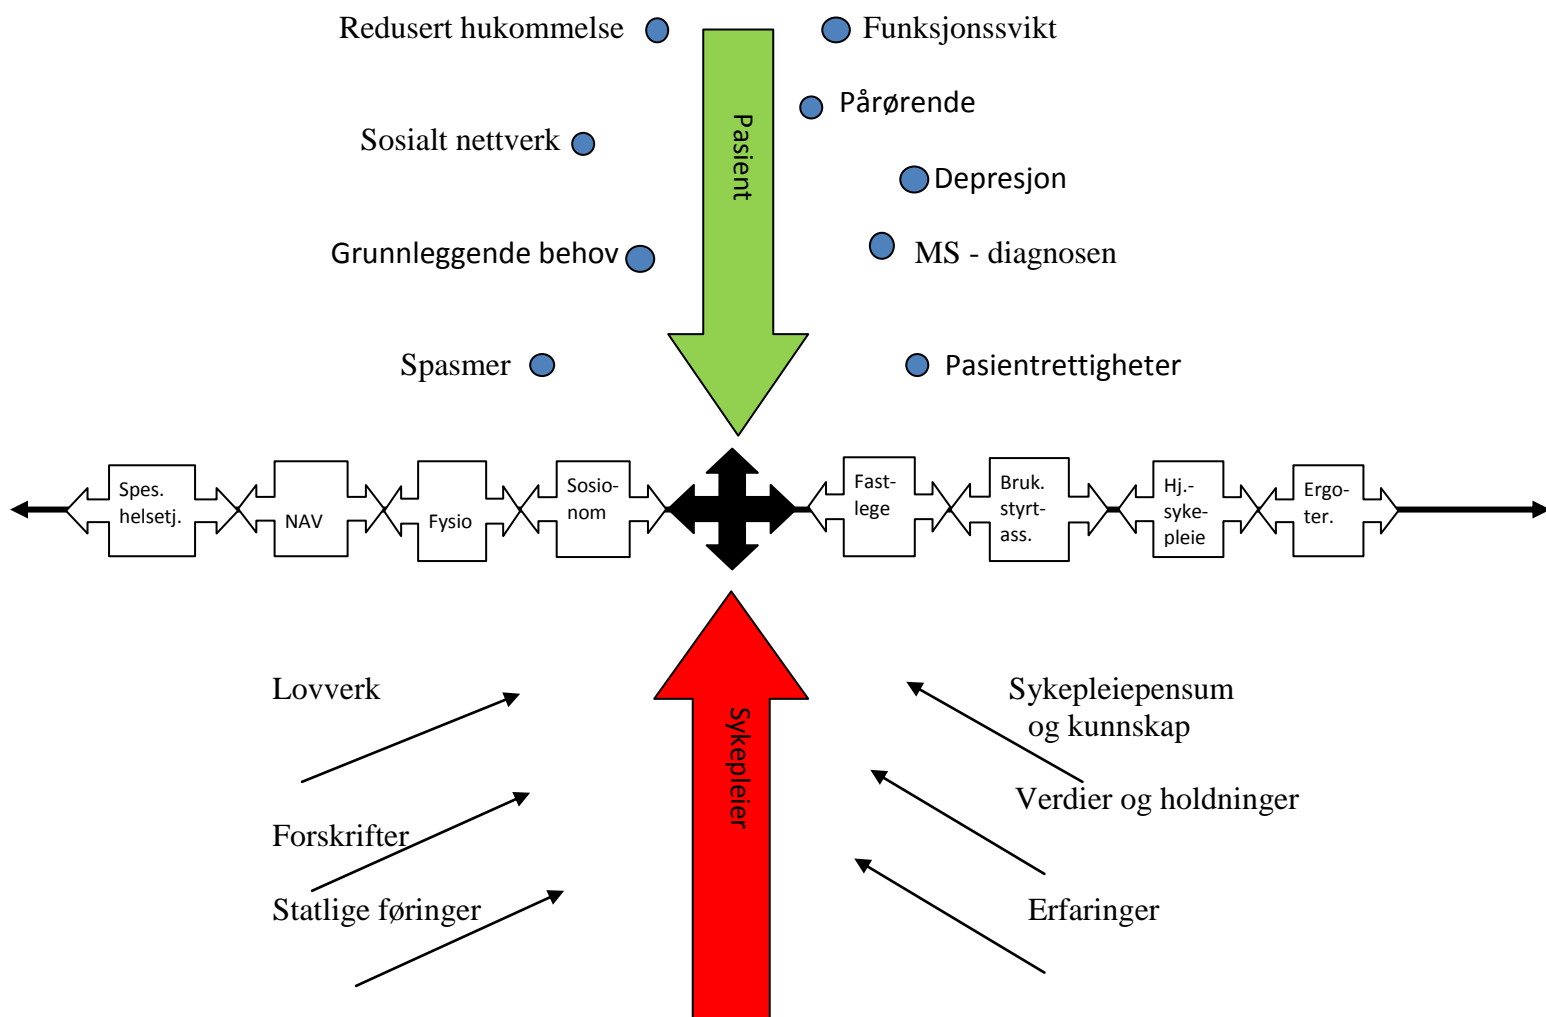 Redusert hukommelse
Funksjonssvikt
Pårørende
Pasient
Sosialt nettverk
Depresjon
Grunnleggende behov
MS - diagnosen
Spasmer
Pasientrettigheter
Spes.
helsetj.
NAV
Fysio
Sosio-
nom
Fast-
lege
Bruk.
styrt-
ass.
Hj.-
syke-
pleie
Ergo-
ter.
Lovverk
Sykepleiepensum
og kunnskap
Sykepleier
Verdier og holdninger
Forskrifter
Statlige føringer
Erfaringer